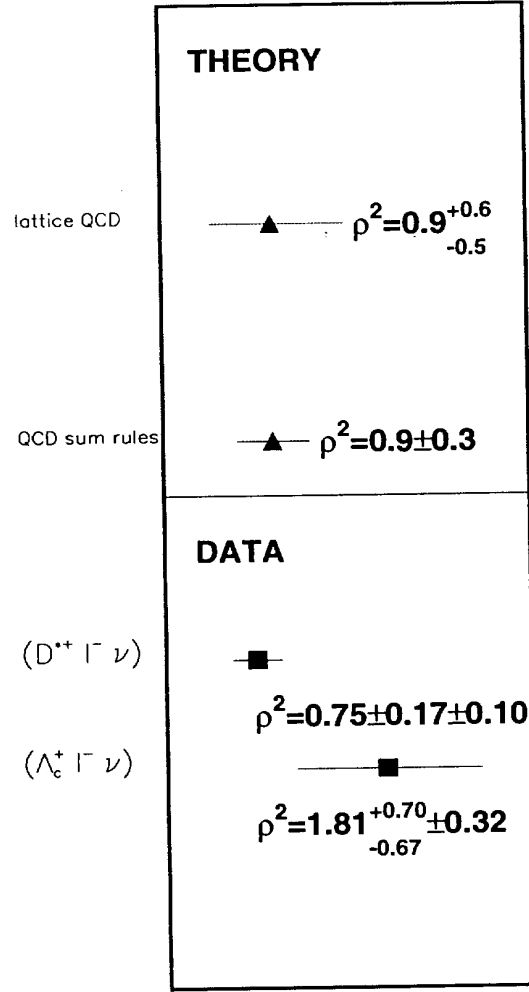 THEORY
lattice QCD ρ²=0.9 +0.6 -0.5
QCD sum rules ρ²=0.9±0.3
DATA
(D*⁺ l⁻ ν)
ρ²=0.75±0.17±0.10
(Λc⁺ l⁻ ν)
ρ²=1.81 +0.70 -0.67 ±0.32